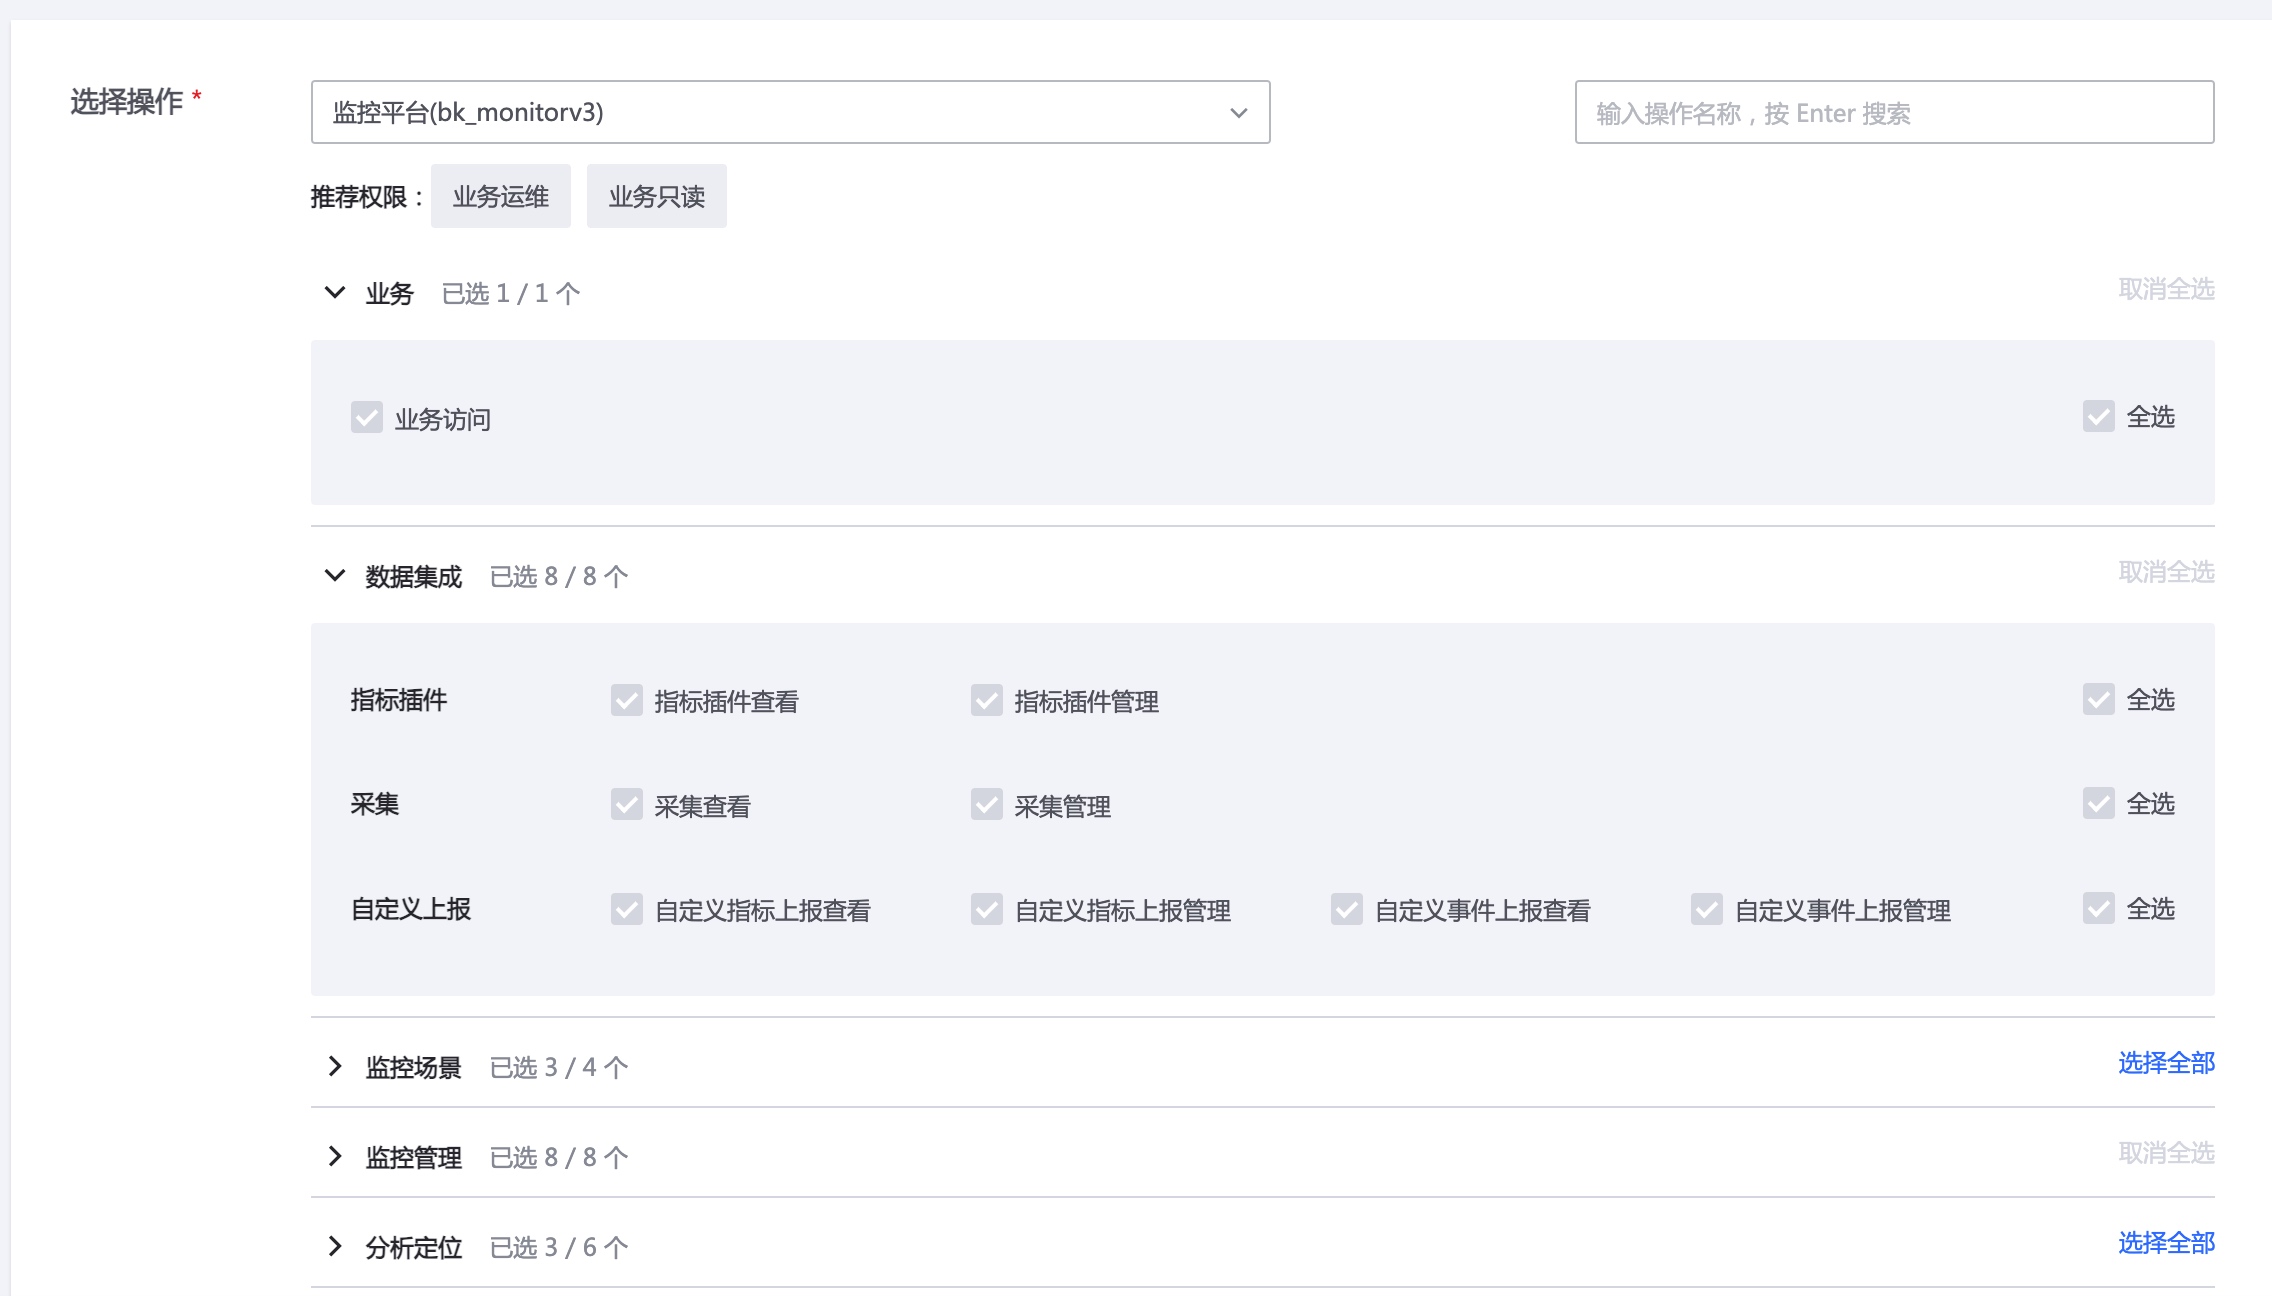 选择操作 *
监控平台(bk_monitorv3)
输入操作名称，按 Enter 搜索
推荐权限：
业务运维
业务只读
业务 已选 1 / 1 个
取消全选
业务访问
全选
数据集成 已选 8 / 8 个
取消全选
指标插件
指标插件查看
指标插件管理
全选
采集
采集查看
采集管理
全选
自定义上报
自定义指标上报查看
自定义指标上报管理
自定义事件上报查看
自定义事件上报管理
全选
监控场景 已选 3 / 4 个
选择全部
监控管理 已选 8 / 8 个
取消全选
分析定位 已选 3 / 6 个
选择全部